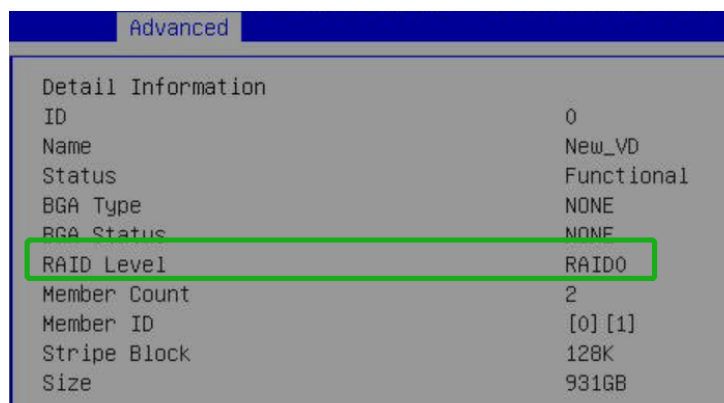 Advanced
Detail Information
ID 0
Name New_VD
Status Functional
BGA Type NONE
BGA Status NONE
RAID Level RAID0
Member Count 2
Member ID [0][1]
Stripe Block 128K
Size 931GB